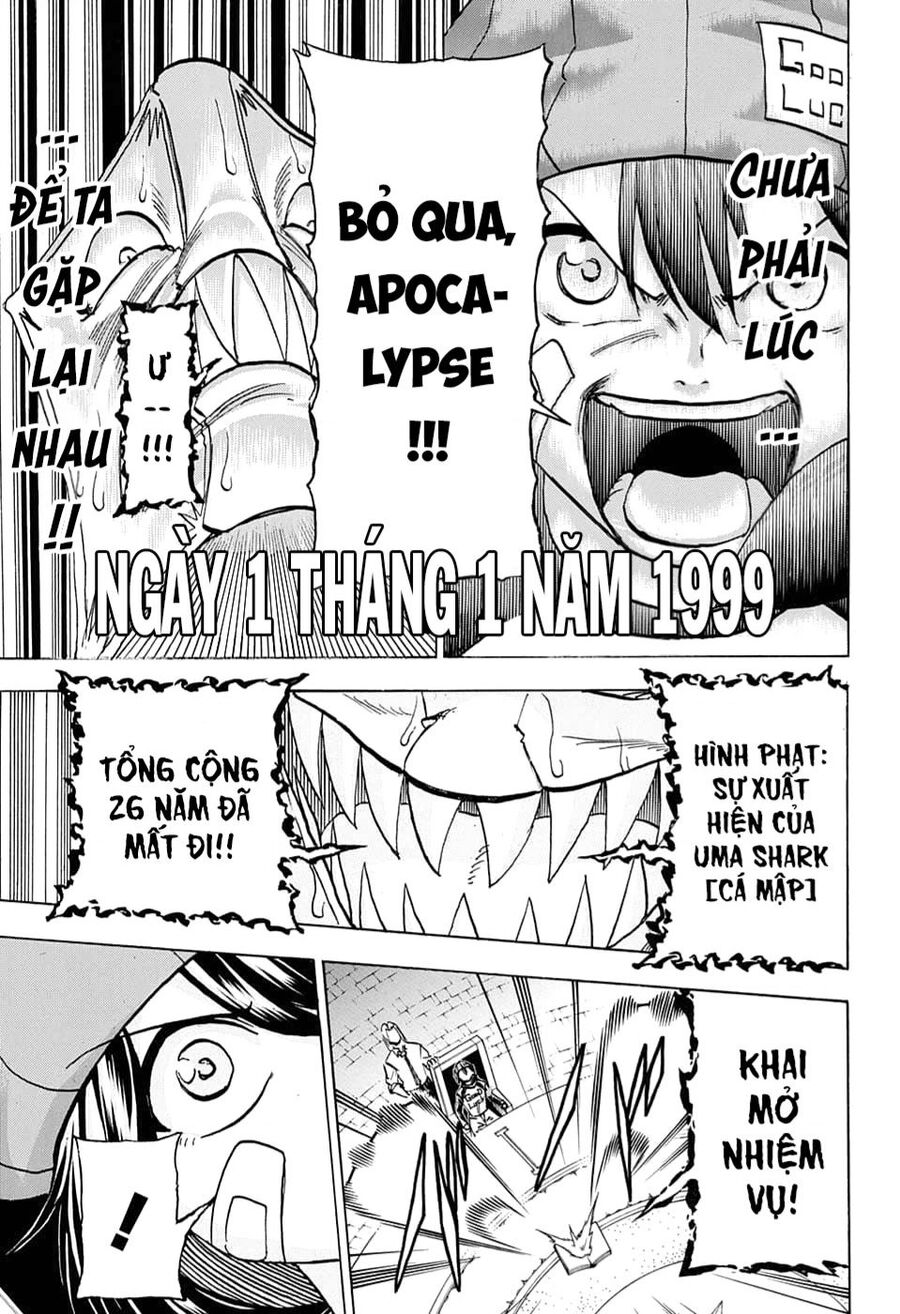 Goo
Luc
CHƯA
PHẢI
LÚC
...
BỎ QUA,
APOCA-
LYPSE
!!!
...
ĐỂ TA
GẶP
LẠI
NHAU
!!
Ư
--
!!!
NGÀY 1 THÁNG 1 NĂM 1999
HÌNH PHẠT:
SỰ XUẤT
HIỆN CỦA
UMA SHARK
[CÁ MẬP]
TỔNG CỘNG
26 NĂM ĐÃ
MẤT ĐI!!
KHAI
MỞ
NHIỆM
VỤ!
!